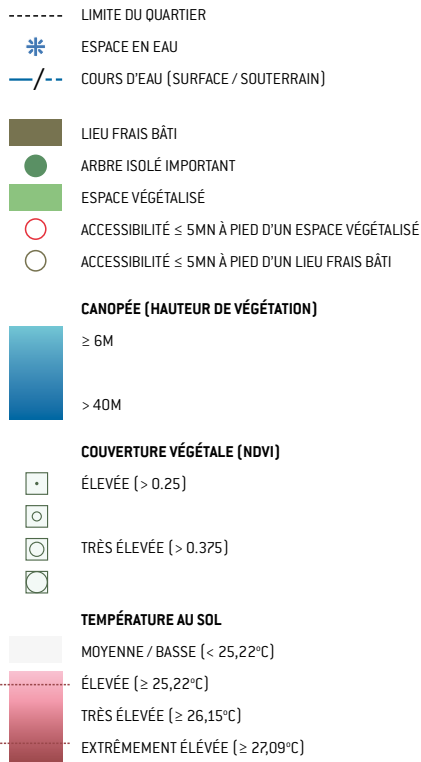 LIMITE DU QUARTIER
ESPACE EN EAU
COURS D'EAU (SURFACE / SOUTERRAIN)
LIEU FRAIS BÂTI
ARBRE ISOLÉ IMPORTANT
ESPACE VÉGÉTALISÉ
ACCESSIBILITÉ ≤ 5MN À PIED D'UN ESPACE VÉGÉTALISÉ
ACCESSIBILITÉ ≤ 5MN À PIED D'UN LIEU FRAIS BÂTI
CANOPÉE (HAUTEUR DE VÉGÉTATION)
≥ 6M
> 40M
COUVERTURE VÉGÉTALE (NDVI)
ÉLEVÉE (> 0.25)
TRÈS ÉLEVÉE (> 0.375)
TEMPÉRATURE AU SOL
MOYENNE / BASSE (< 25,22°C)
ÉLEVÉE (≥ 25,22°C)
TRÈS ÉLEVÉE (≥ 26,15°C)
EXTRÊMEMENT ÉLÉVÉE (≥ 27,09°C)